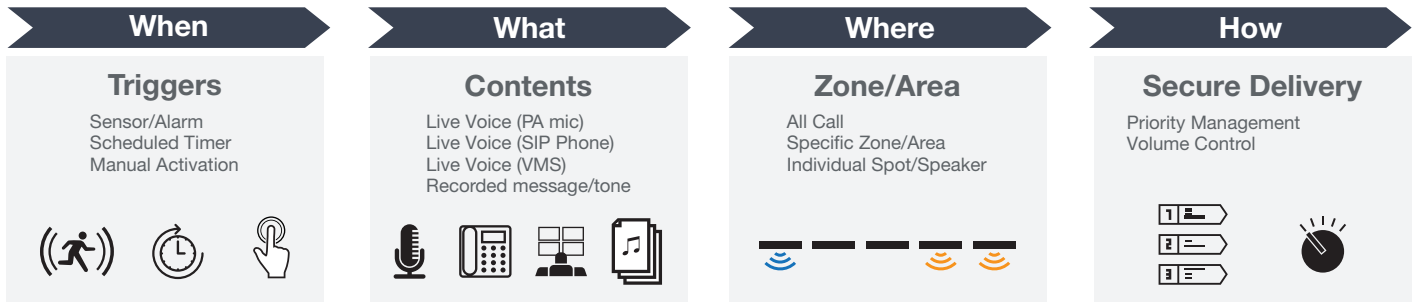 When
Triggers
Sensor/Alarm
Scheduled Timer
Manual Activation
What
Contents
Live Voice (PA mic)
Live Voice (SIP Phone)
Live Voice (VMS)
Recorded message/tone
Where
Zone/Area
All Call
Specific Zone/Area
Individual Spot/Speaker
How
Secure Delivery
Priority Management
Volume Control
1
2
3